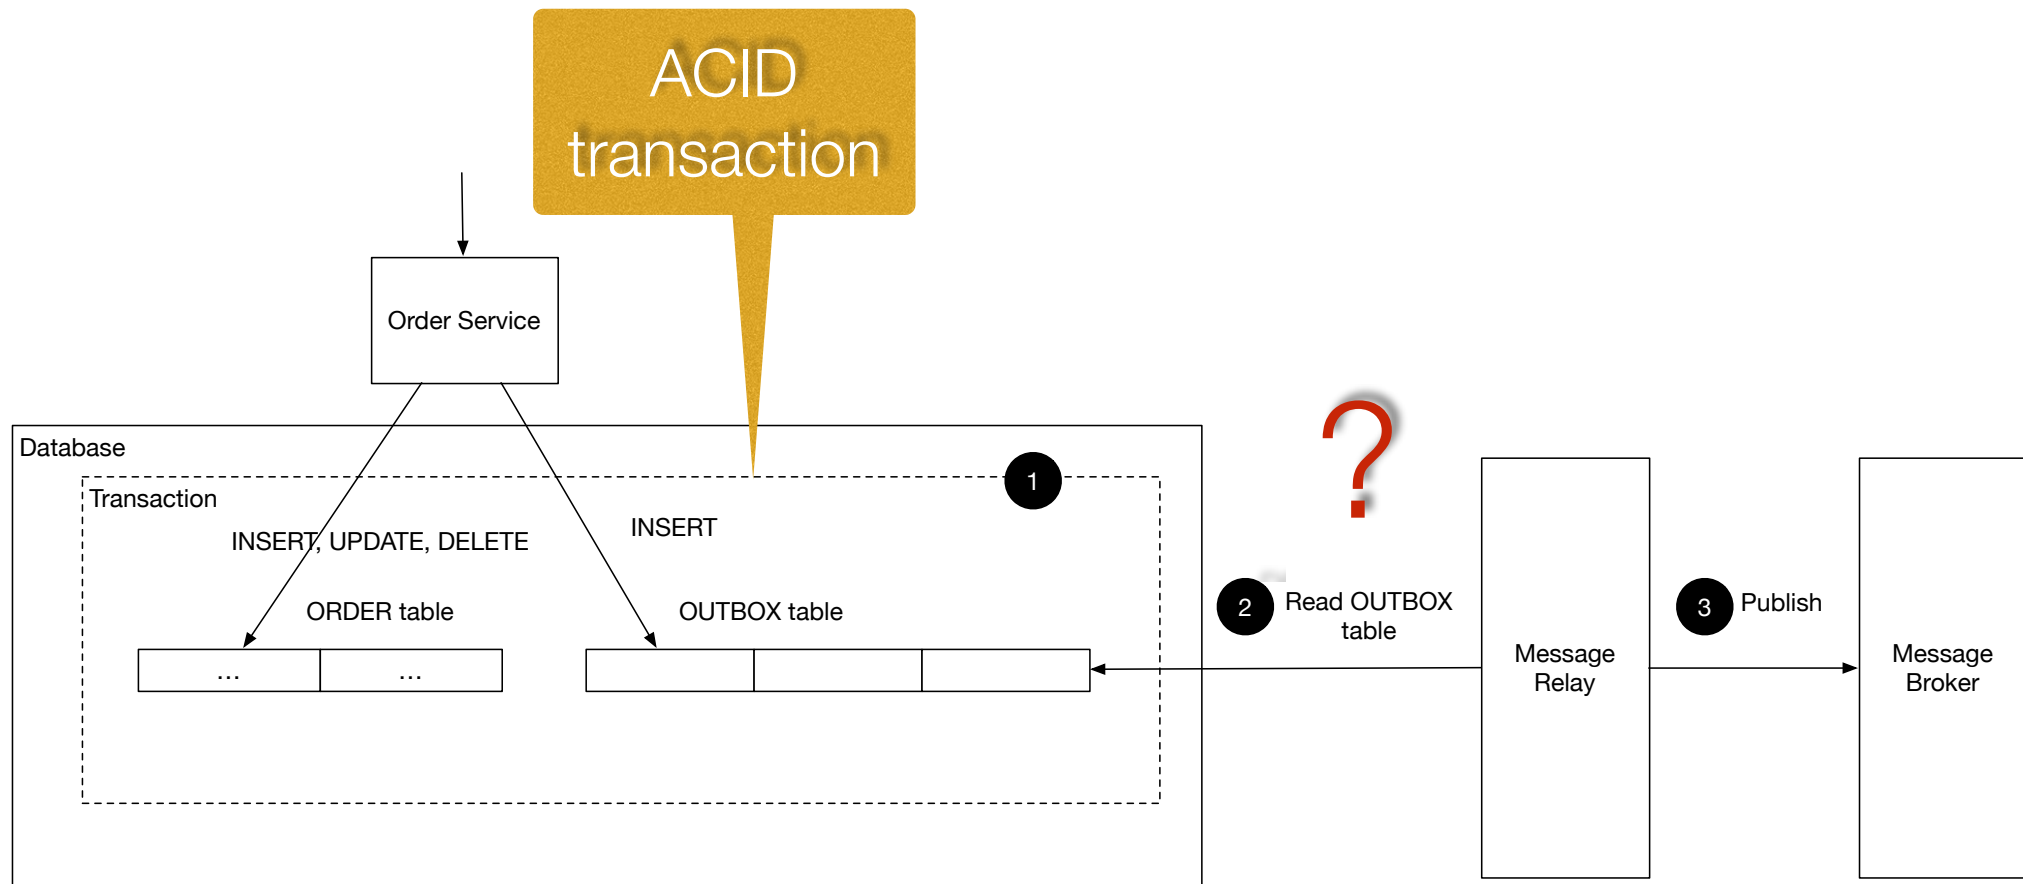 ACID
transaction
Order Service
Database
Transaction
1
INSERT, UPDATE, DELETE
INSERT
?
ORDER table
OUTBOX table
2
Read OUTBOX
table
3
Publish
...
...
Message
Relay
Message
Broker